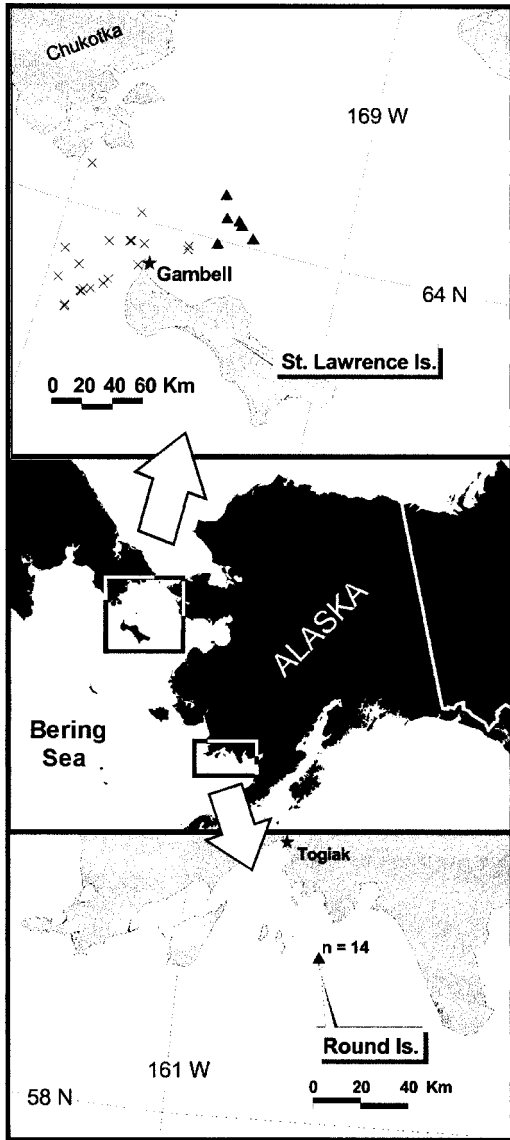 Chukotka
169 W
Gambell
64 N
St. Lawrence Is.
0 20 40 60 Km
ALASKA
Bering
Sea
Togiak
n = 14
Round Is.
161 W
58 N
0 20 40 Km